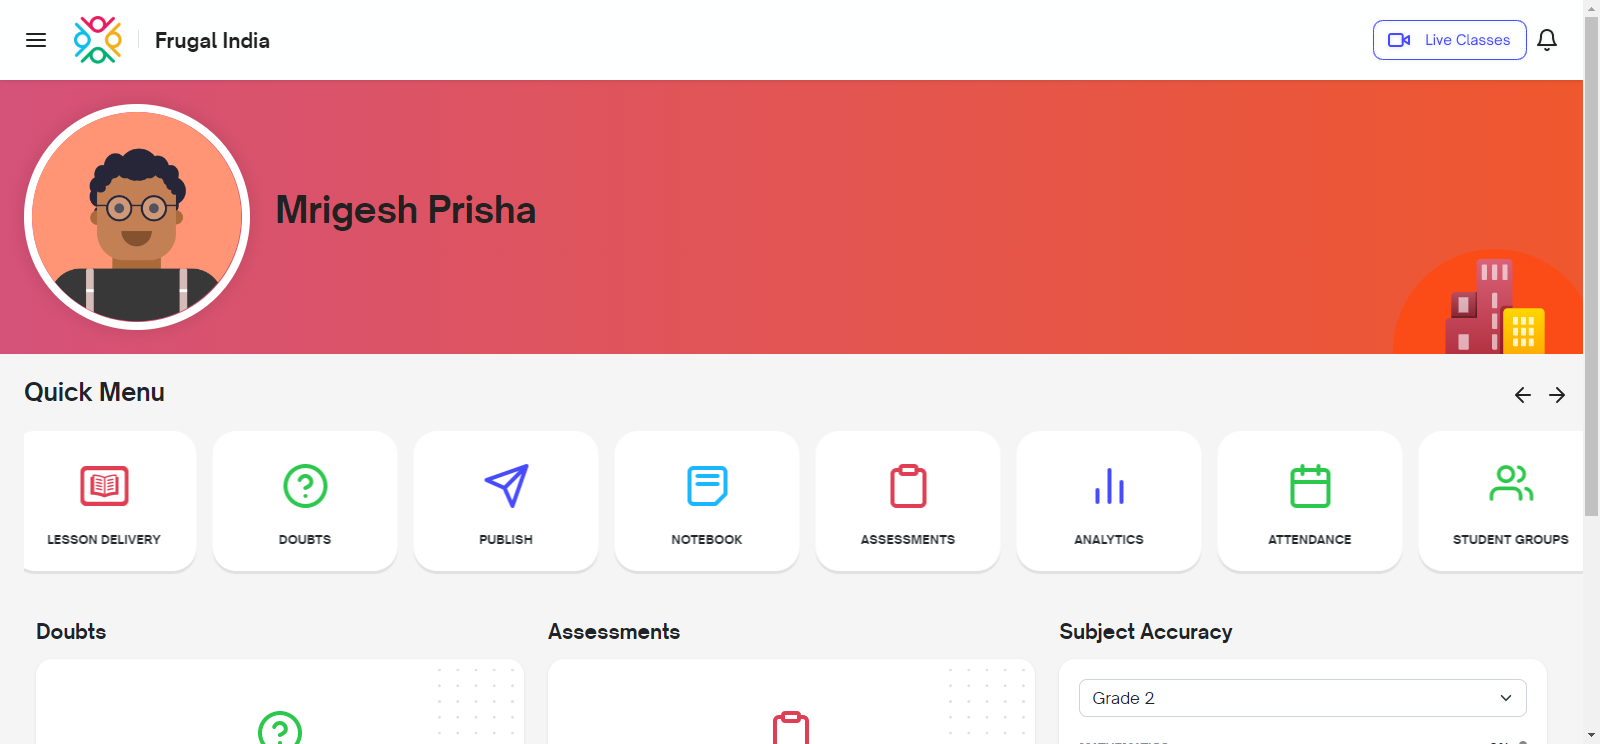 Frugal India
Live Classes
Mrigesh Prisha
Quick Menu
LESSON DELIVERY
DOUBTS
PUBLISH
NOTEBOOK
ASSESSMENTS
ANALYTICS
ATTENDANCE
STUDENT GROUPS
Doubts
Assessments
Subject Accuracy
Grade 2